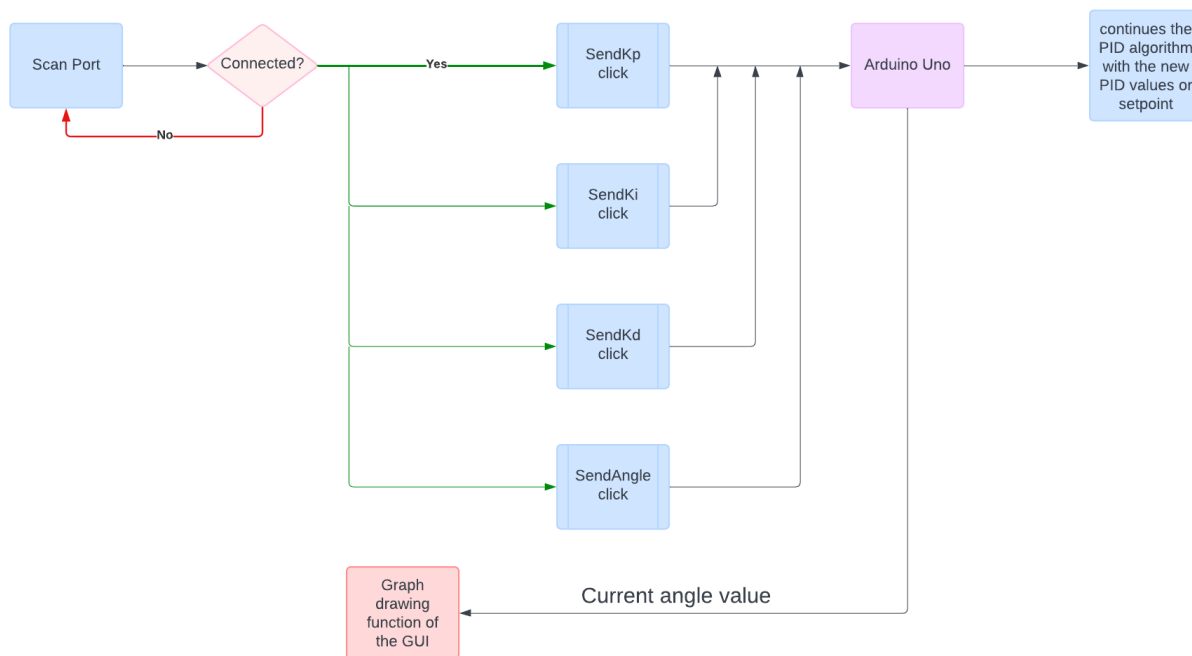 Scan Port
Connected?
Yes
No
SendKp
click
SendKi
click
SendKd
click
SendAngle
click
Arduino Uno
continues the
PID algorithm
with the new
PID values or
setpoint
Current angle value
Graph
drawing
function of
the GUI